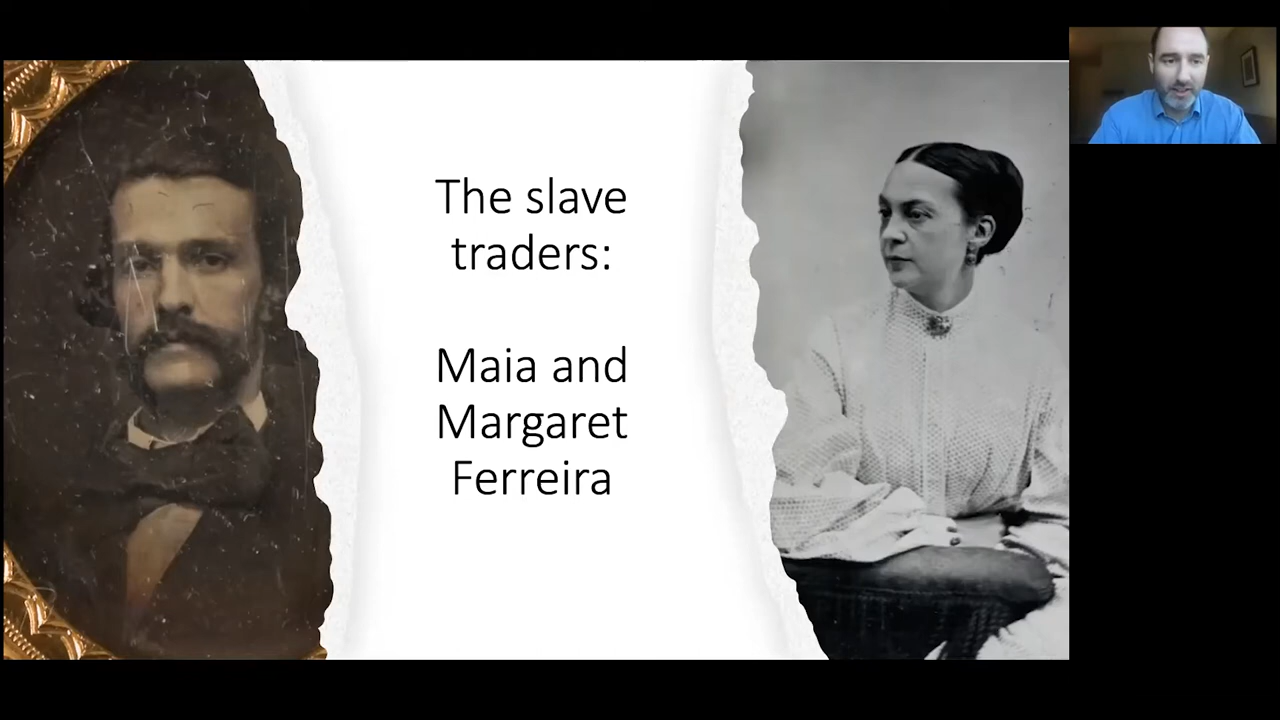 The slave
traders:
Maia and
Margaret
Ferreira